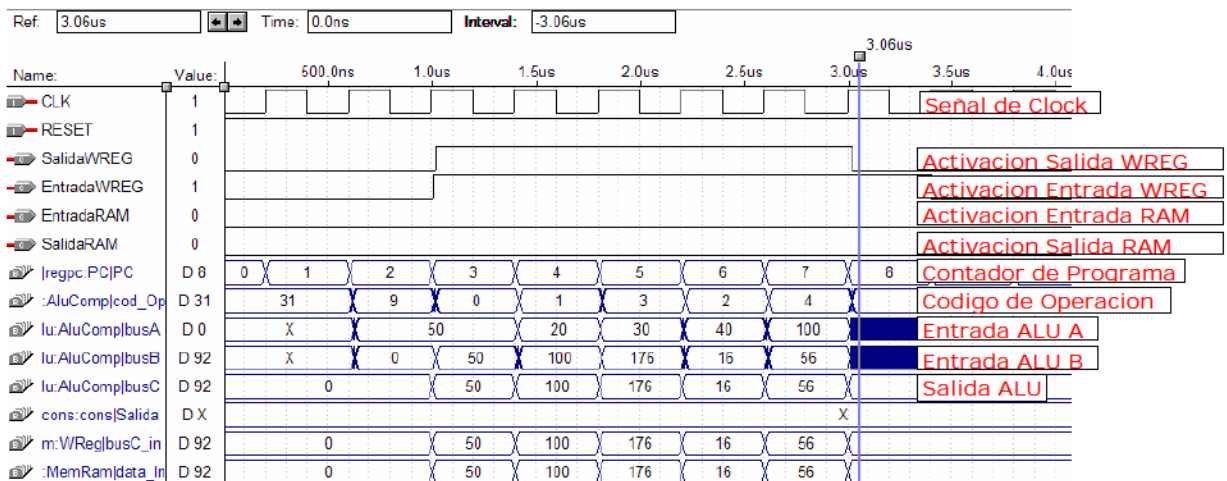 Ref: 3.06us Time: 0.0ns Interval: -3.06us
3.06us
Name: Value: 500.0ns 1.0us 1.5us 2.0us 2.5us 3.0us 3.5us 4.0us
CLK 1 Señal de Clock
RESET 1
SalidaWREG 0 Activacion Salida WREG
EntradaWREG 1 Activacion Entrada WREG
EntradaRAM 0 Activacion Entrada RAM
SalidaRAM 0 Activacion Salida RAM
|regpc:PC|PC D 8 0 1 2 3 4 5 6 7 8 Contador de Programa
:AluComp|cod_Op D 31 31 9 0 1 3 2 4 Codigo de Operacion
lu:AluComp|busA D 0 X 50 20 30 40 100 Entrada ALU A
lu:AluComp|busB D 92 X 0 50 100 176 16 56 Entrada ALU B
lu:AluComp|busC D 92 0 50 100 176 16 56 Salida ALU
cons:cons|Salida D X X
m:WReg|busC_in D 92 0 50 100 176 16 56
:MemRam|data_In D 92 0 50 100 176 16 56